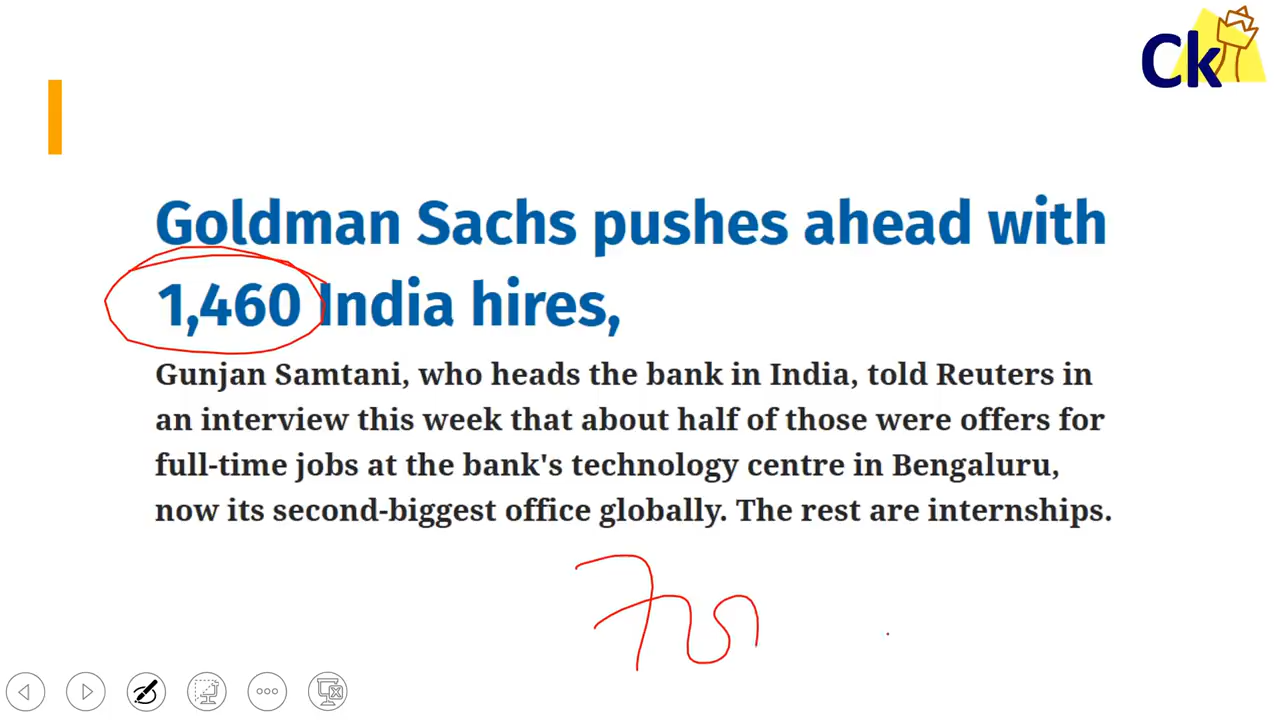 Ck
Goldman Sachs pushes ahead with
1,460 India hires,
Gunjan Samtani, who heads the bank in India, told Reuters in
an interview this week that about half of those were offers for
full-time jobs at the bank's technology centre in Bengaluru,
now its second-biggest office globally. The rest are internships.